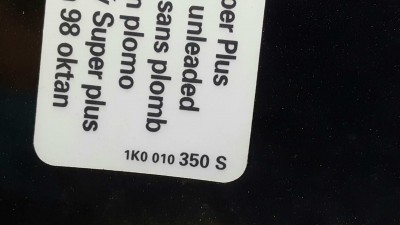 per Plus
unleaded
sans plomb
n plomo
Super plus
98 oktan
1K0 010 350 S